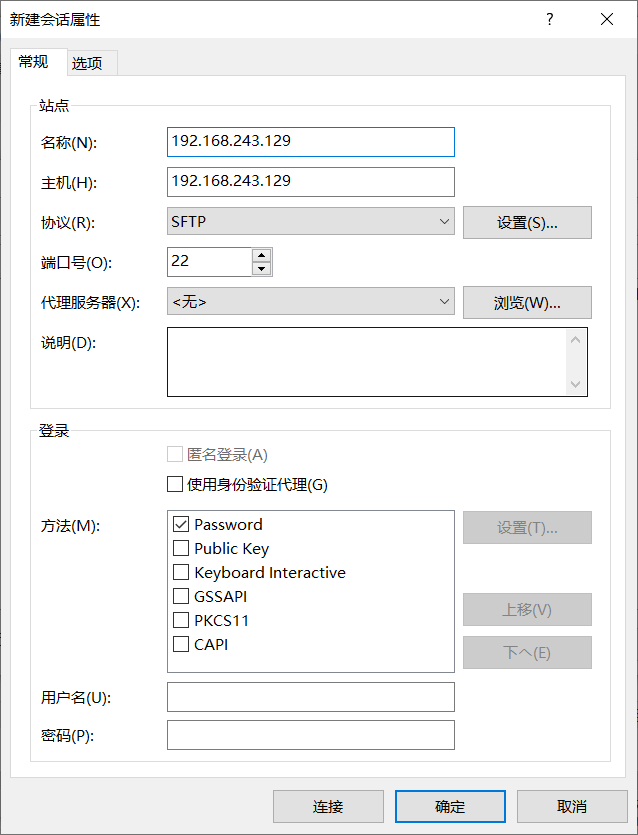 新建会话属性
常规 选项
站点
名称(N): 192.168.243.129
主机(H): 192.168.243.129
协议(R): SFTP 设置(S)...
端口号(O): 22
代理服务器(X): <无> 浏览(W)...
说明(D):
登录
匿名登录(A)
使用身份验证代理(G)
方法(M): Password 设置(T)...
Public Key
Keyboard Interactive
GSSAPI 上移(V)
PKCS11
CAPI 下へ(E)
用户名(U):
密码(P):
连接 确定 取消